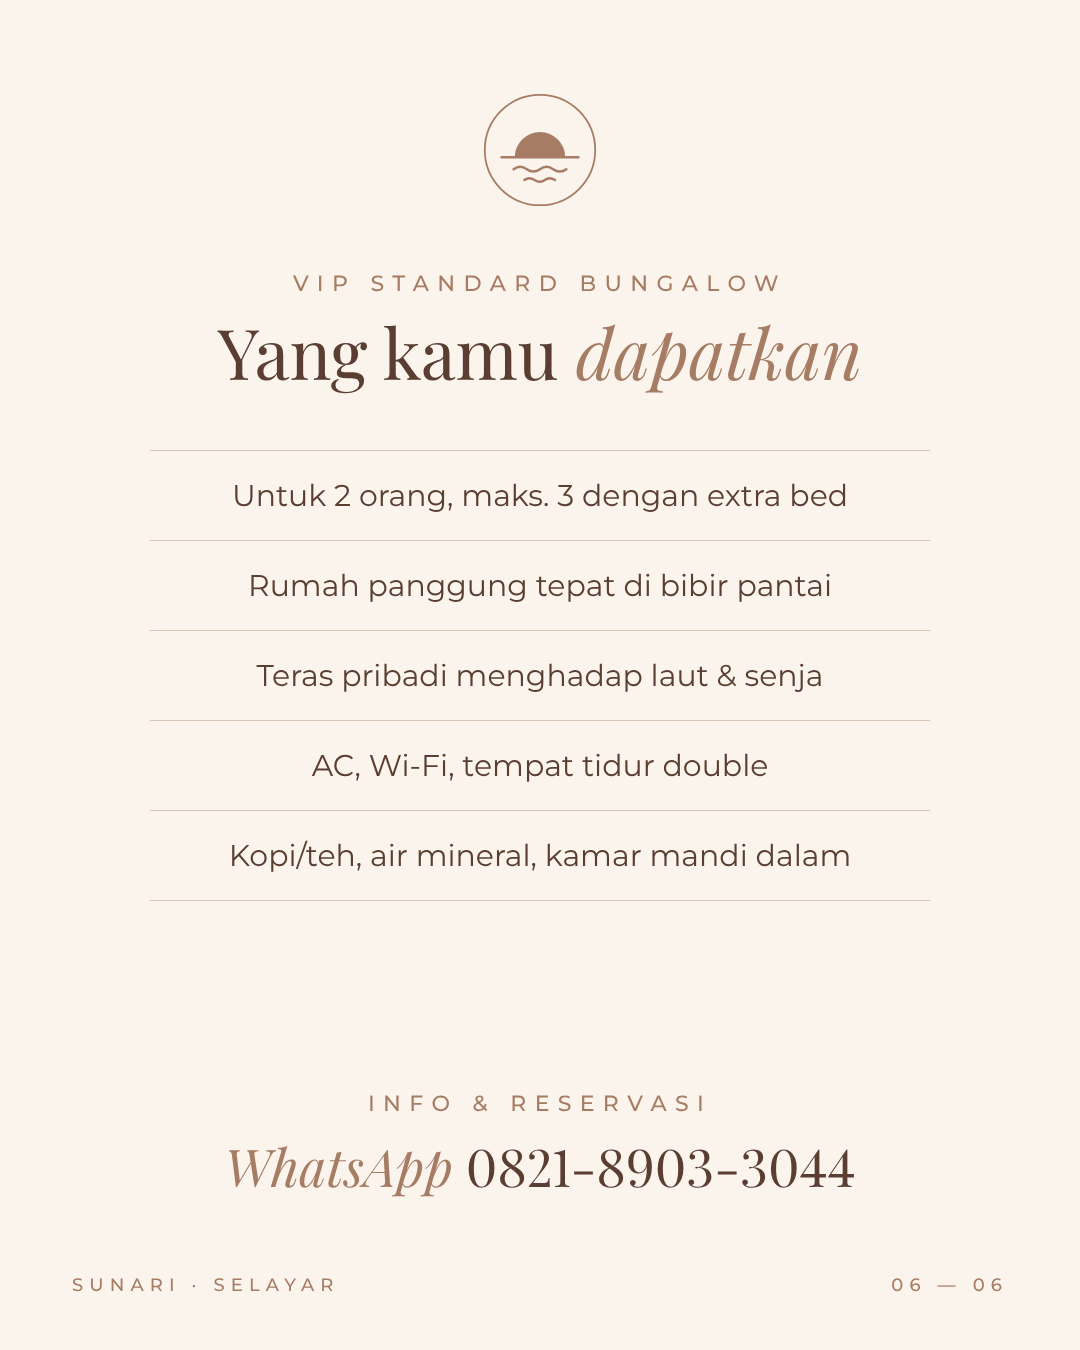 VIP STANDARD BUNGALOW
Yang kamu dapatkan
Untuk 2 orang, maks. 3 dengan extra bed
Rumah panggung tepat di bibir pantai
Teras pribadi menghadap laut & senja
AC, Wi-Fi, tempat tidur double
Kopi/teh, air mineral, kamar mandi dalam
INFO & RESERVASI
WhatsApp 0821-8903-3044
SUNARI · SELAYAR
06 — 06